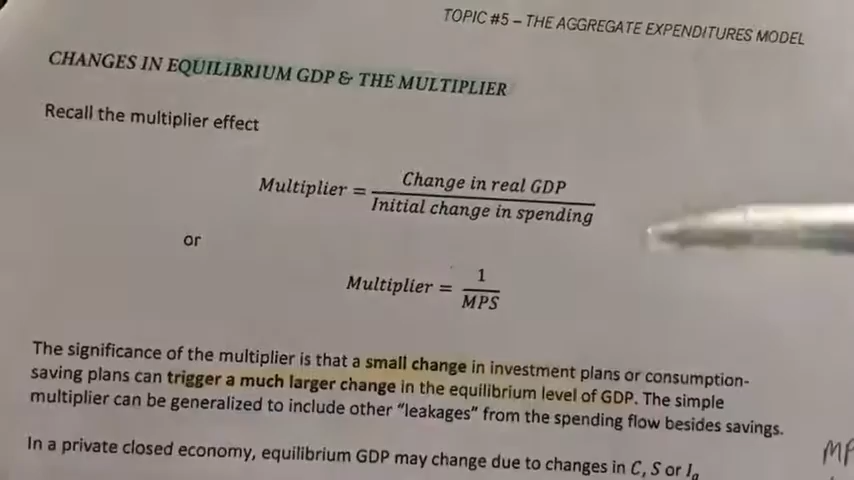 TOPIC #5 – THE AGGREGATE EXPENDITURES MODEL
CHANGES IN EQUILIBRIUM GDP & THE MULTIPLIER
Recall the multiplier effect
Multiplier = Change in real GDP / Initial change in spending
or
Multiplier = 1 / MPS
The significance of the multiplier is that a small change in investment plans or consumption-
saving plans can trigger a much larger change in the equilibrium level of GDP. The simple
multiplier can be generalized to include other "leakages" from the spending flow besides savings.
In a private closed economy, equilibrium GDP may change due to changes in C, S or Ig